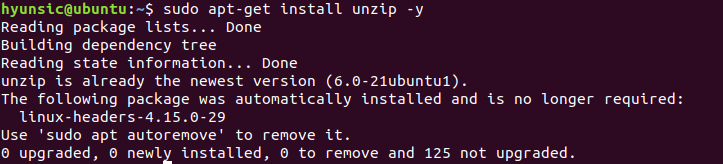 hyunsic@ubuntu:~$ sudo apt-get install unzip -y
Reading package lists... Done
Building dependency tree
Reading state information... Done
unzip is already the newest version (6.0-21ubuntu1).
The following package was automatically installed and is no longer required:
  linux-headers-4.15.0-29
Use 'sudo apt autoremove' to remove it.
0 upgraded, 0 newly installed, 0 to remove and 125 not upgraded.